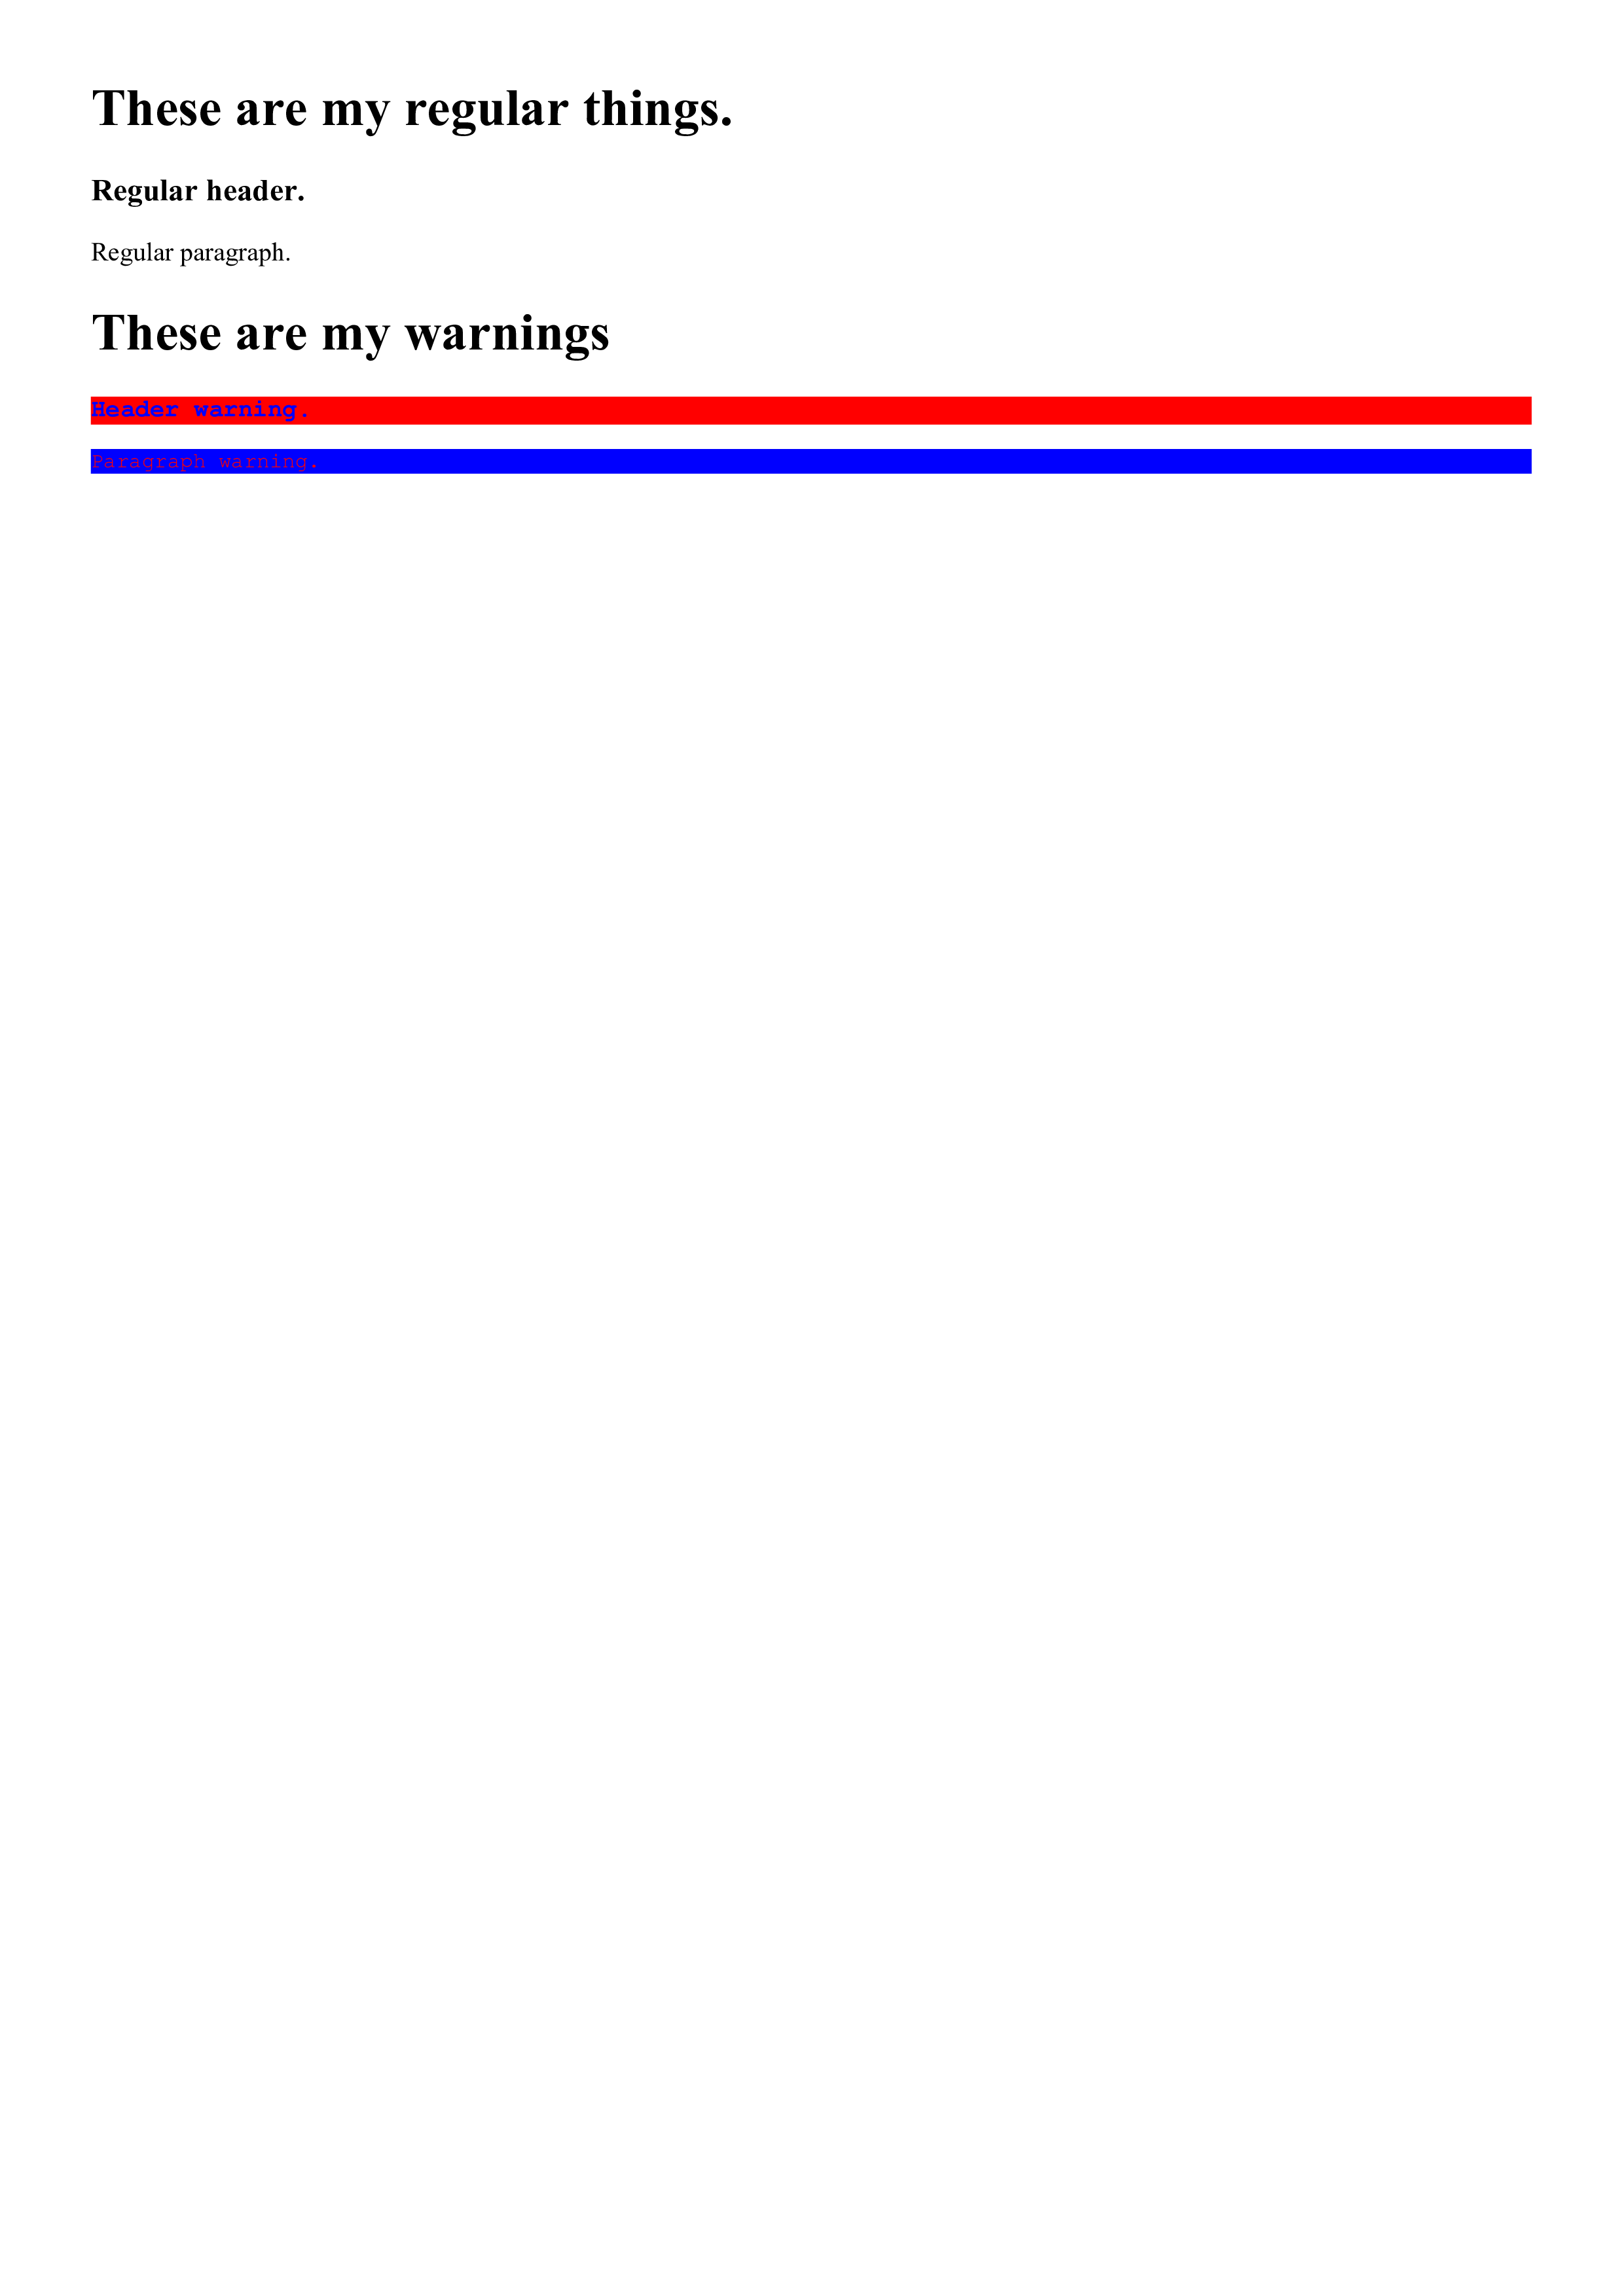 These are my regular things.
Regular header.
Regular paragraph.
These are my warnings
Header warning.
Paragraph warning.